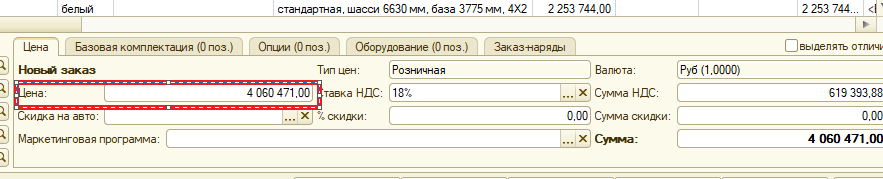 белый стандартная, шасси 6630 мм, база 3775 мм, 4X2 2 253 744,00 2 253 744...
Цена Базовая комплектация (0 поз.) Опции (0 поз.) Оборудование (0 поз.) Заказ-наряды выделять отличи
Новый заказ Тип цен: Розничная Валюта: Руб (1,0000)
Цена: 4 060 471,00 Ставка НДС: 18% ... Сумма НДС: 619 393,88
Скидка на авто: ... % скидки: 0,00 Сумма скидки: 0,00
Маркетинговая программа: ... Сумма: 4 060 471,00